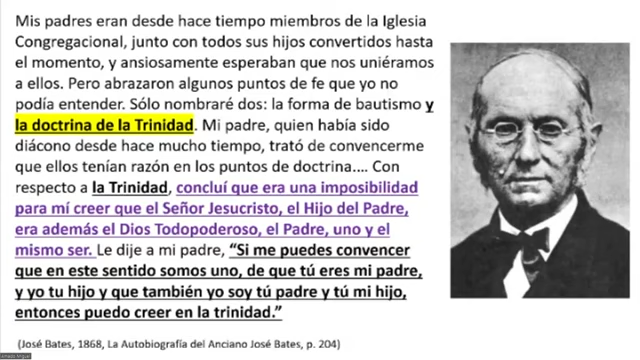 Mis padres eran desde hace tiempo miembros de la Iglesia
Congregacional, junto con todos sus hijos convertidos hasta
el momento, y ansiosamente esperaban que nos uniéramos
a ellos. Pero abrazaron algunos puntos de fe que yo no
podía entender. Sólo nombraré dos: la forma de bautismo y
la doctrina de la Trinidad. Mi padre, quien había sido
diácono desde hace mucho tiempo, trató de convencerme
que ellos tenían razón en los puntos de doctrina.... Con
respecto a la Trinidad, concluí que era una imposibilidad
para mí creer que el Señor Jesucristo, el Hijo del Padre,
era además el Dios Todopoderoso, el Padre, uno y el
mismo ser. Le dije a mi padre, “Si me puedes convencer
que en este sentido somos uno, de que tú eres mi padre,
y yo tu hijo y que también yo soy tú padre y tú mi hijo,
entonces puedo creer en la trinidad.”
(José Bates, 1868, La Autobiografía del Anciano José Bates, p. 204)